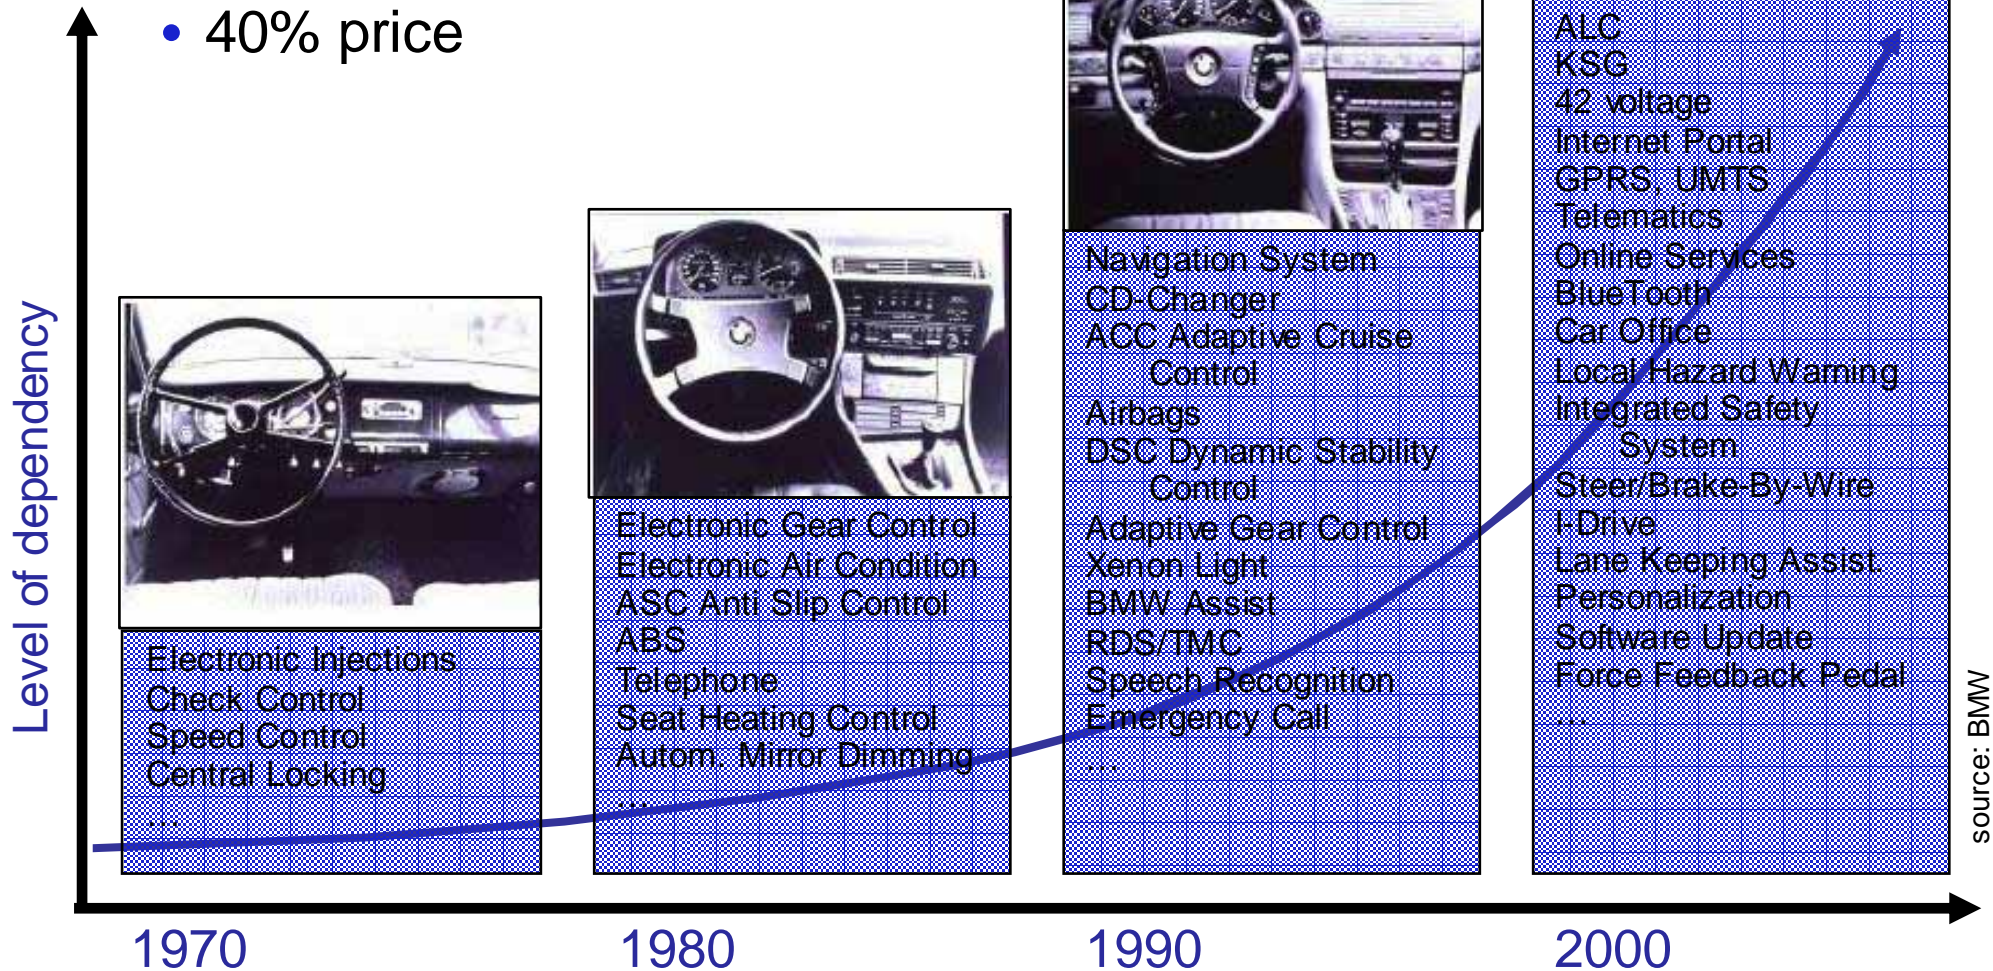 • 40% price
Level of dependency
Electronic Injections
Check Control
Speed Control
Central Locking
...
Electronic Gear Control
Electronic Air Condition
ASC Anti Slip Control
ABS
Telephone
Seat Heating Control
Autom. Mirror Dimming
...
Navigation System
CD-Changer
ACC Adaptive Cruise
Control
Airbags
DSC Dynamic Stability
Control
Adaptive Gear Control
Xenon Light
BMW Assist
RDS/TMC
Speech Recognition
Emergency Call
...
ALC
KSG
42 voltage
Internet Portal
GPRS, UMTS
Telematics
Online Services
BlueTooth
Car Office
Local Hazard Warning
Integrated Safety
System
Steer/Brake-By-Wire
I-Drive
Lane Keeping Assist.
Personalization
Software Update
Force Feedback Pedal
...
source: BMW
1970
1980
1990
2000